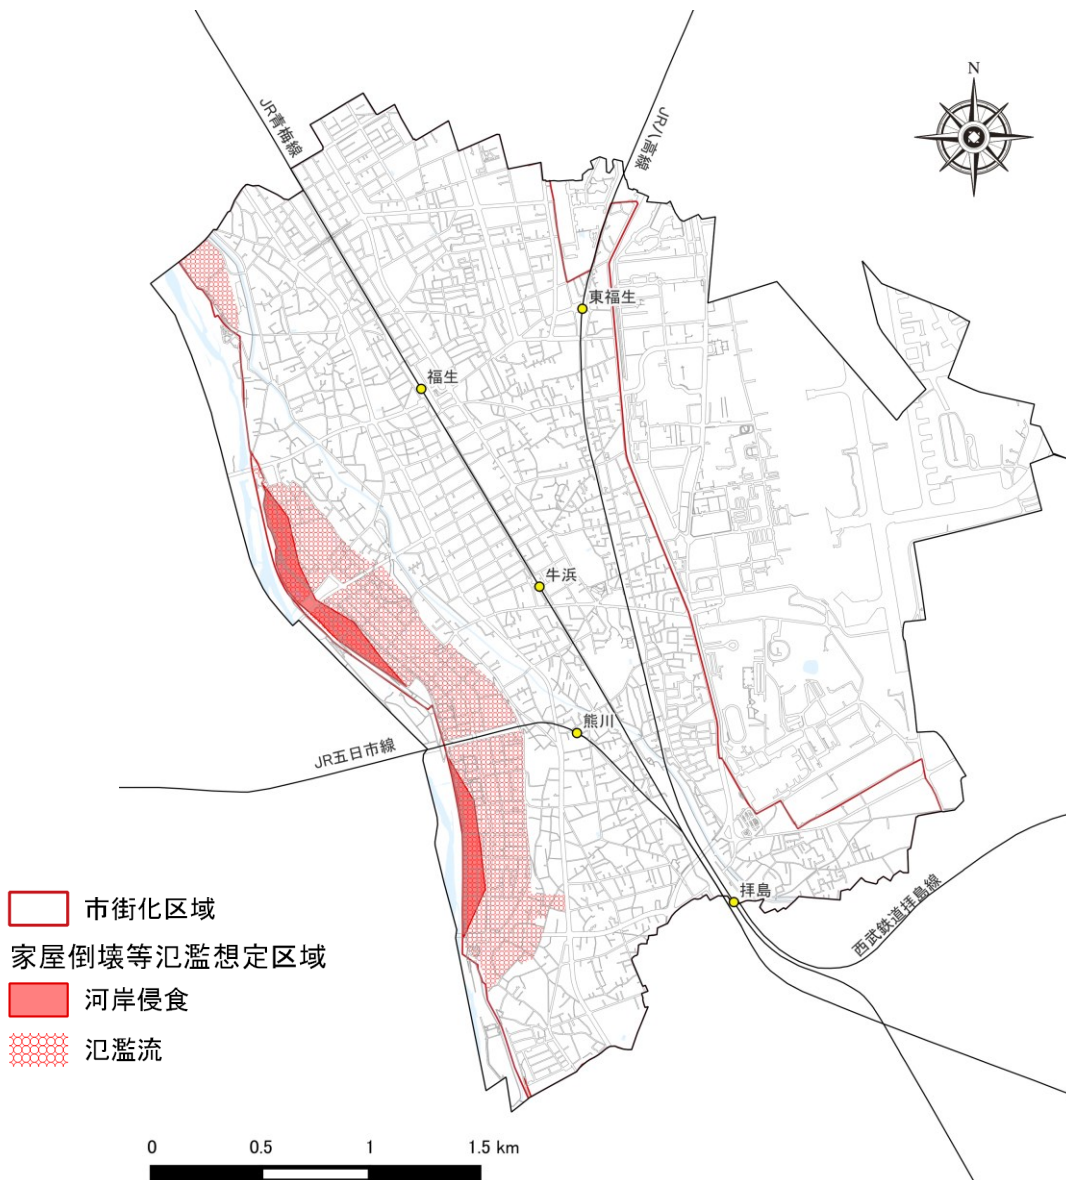 N
JR青梅線
JR八高線
東福生
福生
牛浜
熊川
JR五日市線
拝島
西武鉄道拝島線
市街化区域
家屋倒壊等氾濫想定区域
河岸侵食
氾濫流
0 0.5 1 1.5 km